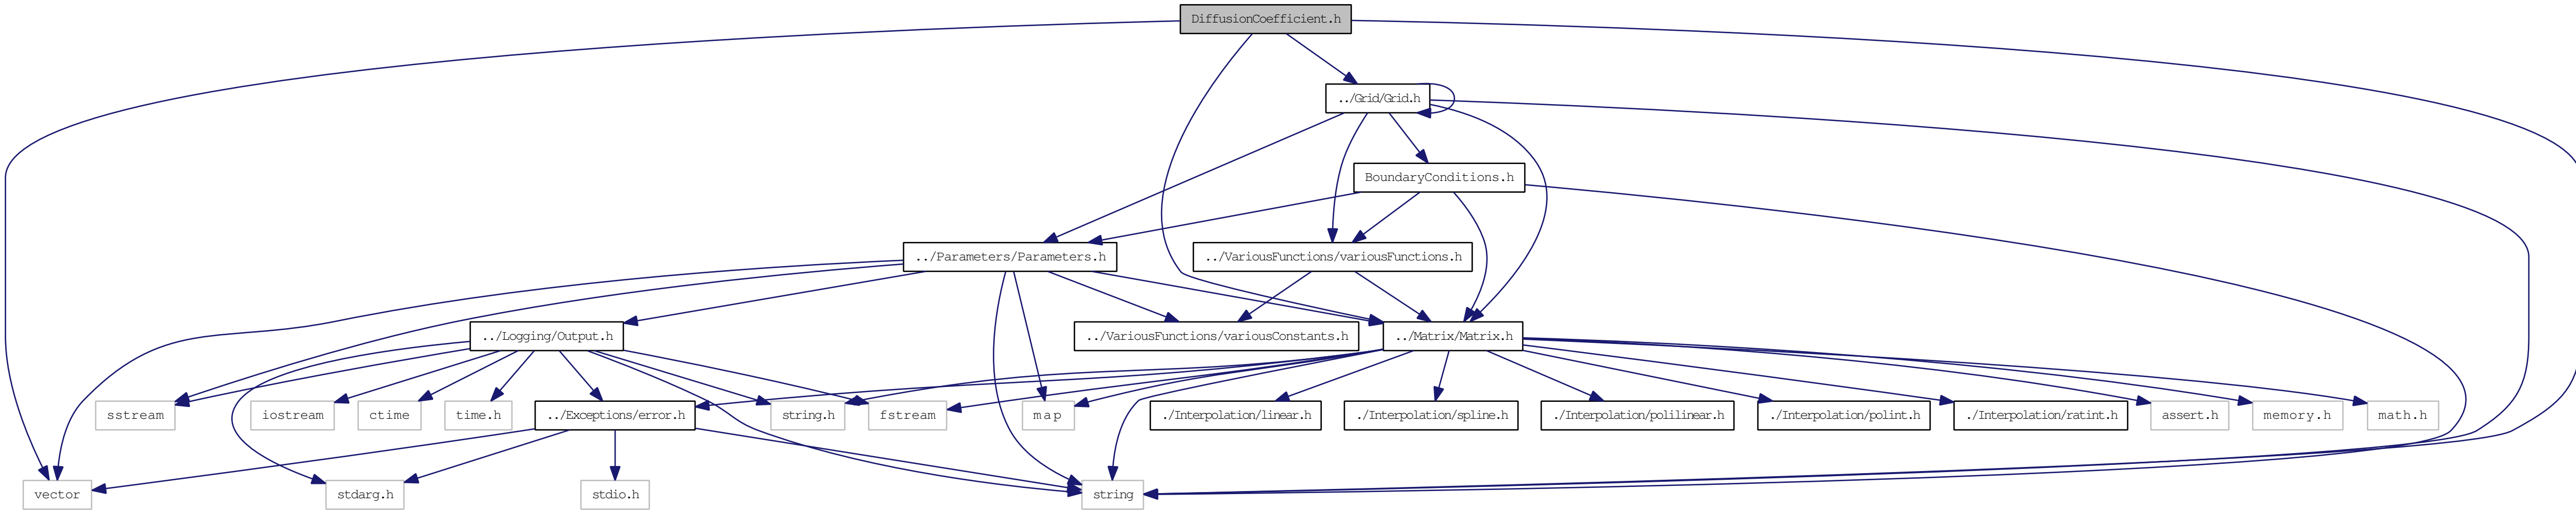 DiffusionCoefficient.h
../Grid/Grid.h
BoundaryConditions.h
../Parameters/Parameters.h
../VariousFunctions/variousFunctions.h
../Logging/Output.h
../VariousFunctions/variousConstants.h
../Matrix/Matrix.h
sstream
iostream
ctime
time.h
../Exceptions/error.h
string.h
fstream
map
./Interpolation/linear.h
./Interpolation/spline.h
./Interpolation/polilinear.h
./Interpolation/polint.h
./Interpolation/ratint.h
assert.h
memory.h
math.h
vector
stdarg.h
stdio.h
string